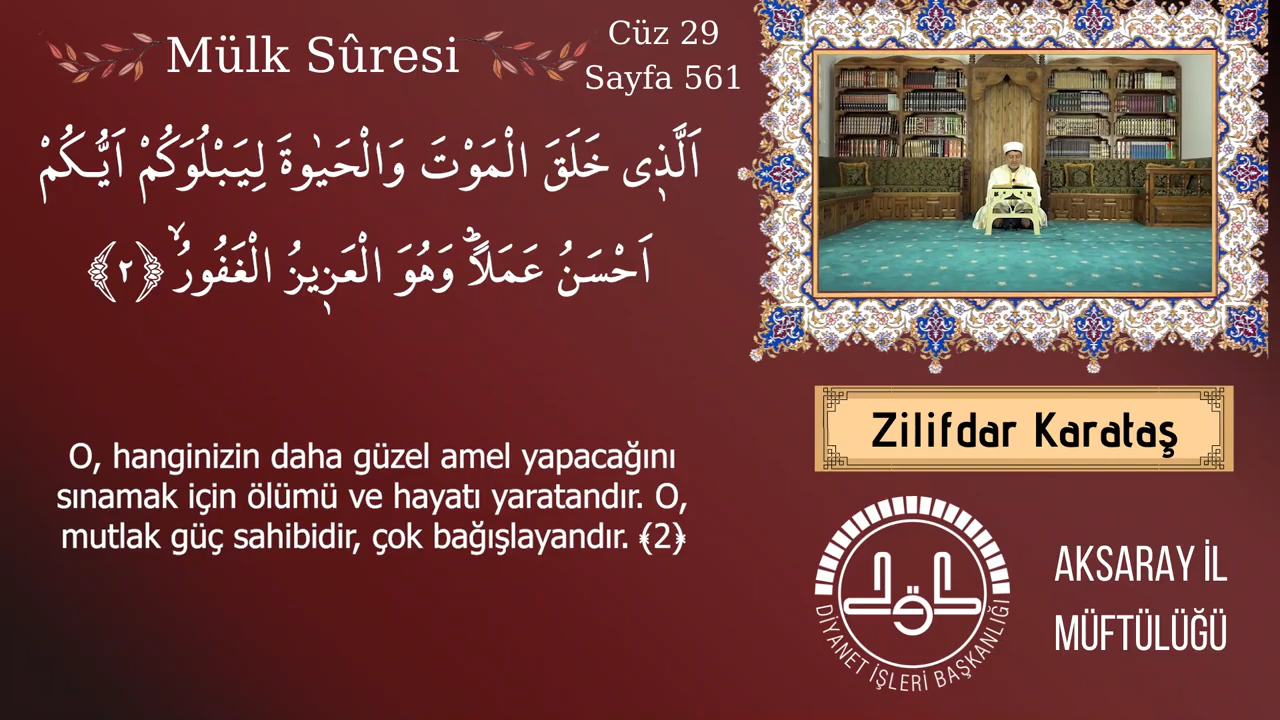 Mülk Sûresi
Cüz 29
Sayfa 561
اَلَّذ۪ى خَلَقَ الْمَوْتَ وَالْحَيٰوةَ لِيَبْلُوَكُمْ اَيُّكُمْ
اَحْسَنُ عَمَلًاۜ وَهُوَ الْعَز۪يزُ الْغَفُورُۙ ﴿٢﴾
O, hanginizin daha güzel amel yapacağını
sınamak için ölümü ve hayatı yaratandır. O,
mutlak güç sahibidir, çok bağışlayandır. ﴾2﴿
Zilifdar Karataş
DİYANET İŞLERİ BAŞKANLIĞI
AKSARAY İL
MÜFTÜLÜĞÜ